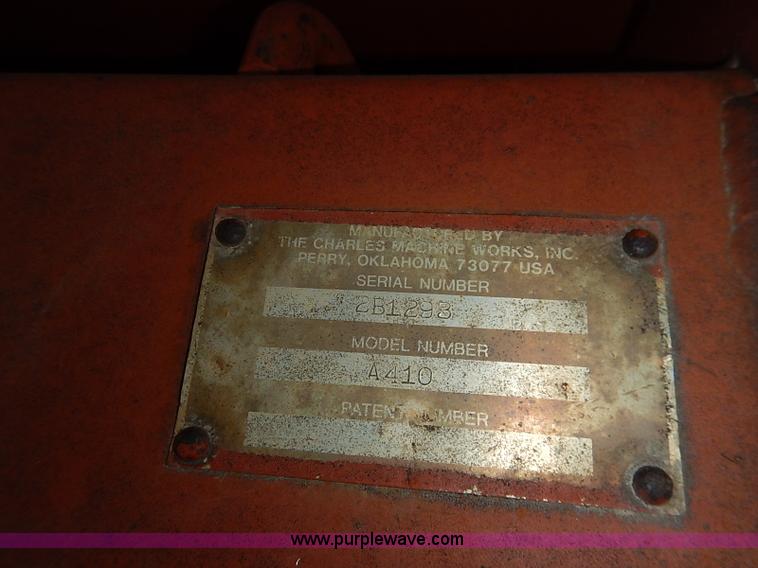 MANUFACTURED BY
THE CHARLES MACHINE WORKS, INC.
PERRY, OKLAHOMA 73077 USA
SERIAL NUMBER
2B1298
MODEL NUMBER
A410
PATENT NUMBER
www.purplewave.com